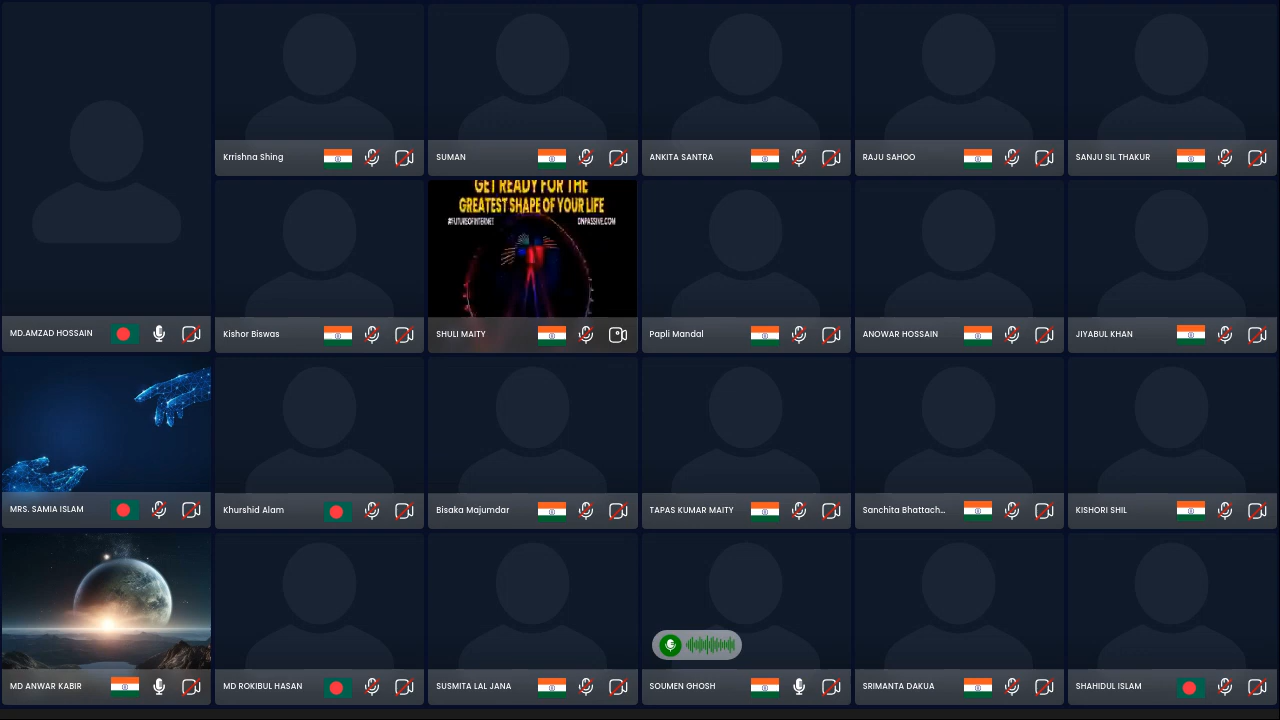 Krrishna Shing
SUMAN
ANKITA SANTRA
RAJU SAHOO
SANJU SIL THAKUR
GET READY FOR THE
GREATEST SHAPE OF YOUR LIFE
#FUTUREOFINTERNET
ONPASSIVE.COM
MD.AMZAD HOSSAIN
Kishor Biswas
SHULI MAITY
Papli Mandal
ANOWAR HOSSAIN
JIYABUL KHAN
MRS. SAMIA ISLAM
Khurshid Alam
Bisaka Majumdar
TAPAS KUMAR MAITY
Sanchita Bhattach...
KISHORI SHIL
MD ANWAR KABIR
MD ROKIBUL HASAN
SUSMITA LAL JANA
SOUMEN GHOSH
SRIMANTA DAKUA
SHAHIDUL ISLAM